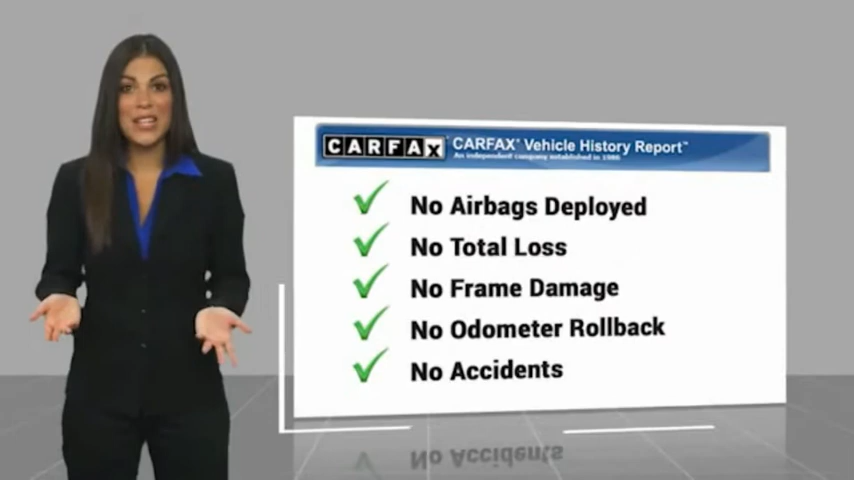 CARFAX CARFAX® Vehicle History Report™
An independent company established in 1986
No Airbags Deployed
No Total Loss
No Frame Damage
No Odometer Rollback
No Accidents
No Accidents